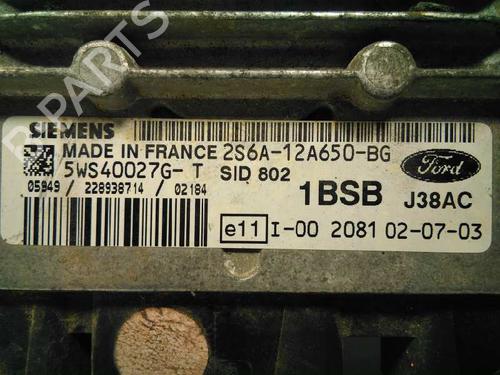 B-PARTS
SIEMENS
MADE IN FRANCE 2S6A-12A650-BG
5WS40027G-T SID 802
Ford
05949/228938714/02184
1BSB J38AC
e11 I-00 2081 02-07-03